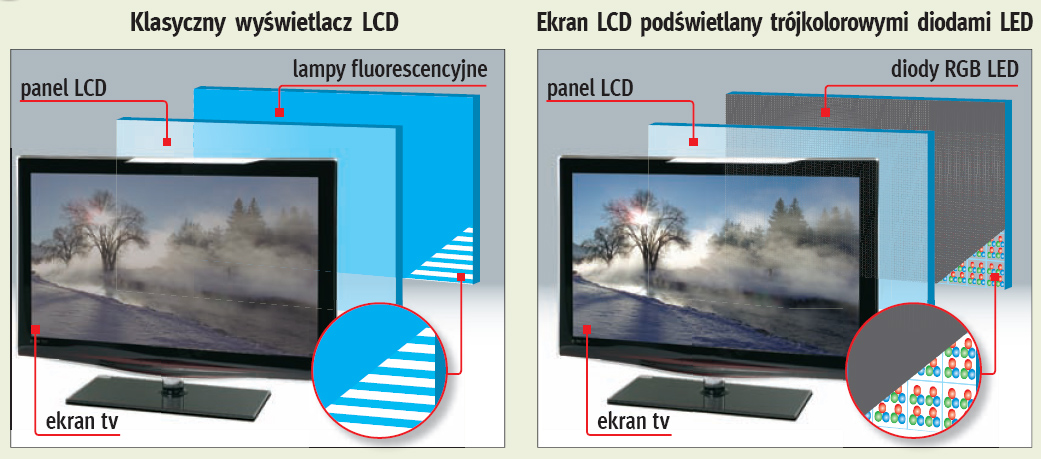 Klasyczny wyświetlacz LCD
panel LCD
lampy fluorescencyjne
ekran tv
Ekran LCD podświetlany trójkolorowymi diodami LED
panel LCD
diody RGB LED
ekran tv